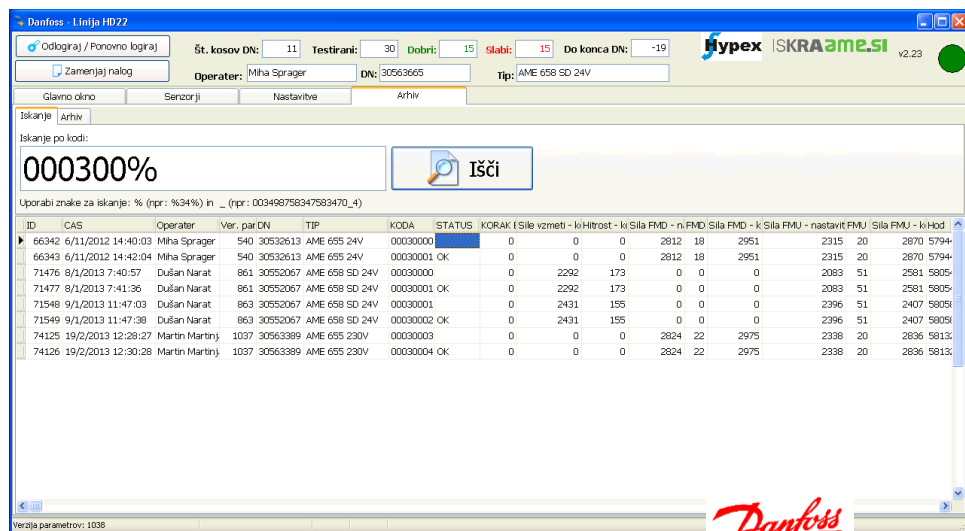 Danfoss - Linija HD22
Odlogiraj / Ponovno logiraj
Št. kosov DN: 11 Testirani: 30 Dobri: 15 Slabi: 15 Do konca DN: -19
Hypex ISKRAAME.SI v2.23
Zamenjaj nalog
Operater: Miha Sprager DN: 30563665 Tip: AME 658 SD 24V
Glavno okno Senzorji Nastavitve Arhiv
Iskanje Arhiv
Iskanje po kodi:
000300% Išči
Uporabi znake za iskanje: % (npr: %34%) in _ (npr: 003498758347583470_4)
ID CAS Operater Ver. par DN TIP KODA STATUS KORAK Sile vzmeti - k Hitrost - k Sila FMD - n FMD Sila FMD - k Sila FMU - nastavit FMU Sila FMU - k Hod
66342 6/11/2012 14:40:03 Miha Sprager 540 30532613 AME 655 24V 00030000 0 0 0 2812 18 2951 2315 20 2870 5794
66343 6/11/2012 14:42:04 Miha Sprager 540 30532613 AME 655 24V 00030001 OK 0 0 0 2812 18 2951 2315 20 2870 5794
71476 8/1/2013 7:40:57 Dušan Narat 861 30552067 AME 658 SD 24V 00030000 0 2292 173 0 0 0 2083 51 2581 5805
71477 8/1/2013 7:41:36 Dušan Narat 861 30552067 AME 658 SD 24V 00030001 OK 0 2292 173 0 0 0 2083 51 2581 5805
71548 9/1/2013 11:47:03 Dušan Narat 863 30552067 AME 658 SD 24V 00030001 0 2431 155 0 0 0 2396 51 2407 5805
71549 9/1/2013 11:47:38 Dušan Narat 863 30552067 AME 658 SD 24V 00030002 OK 0 2431 155 0 0 0 2396 51 2407 5805
74125 19/2/2013 12:28:27 Martin Martinj 1037 30563389 AME 655 230V 00030003 0 0 0 2824 22 2975 2338 20 2836 5813
74126 19/2/2013 12:30:28 Martin Martinj 1037 30563389 AME 655 230V 00030004 OK 0 0 0 2824 22 2975 2338 20 2836 5813
Danfoss
Verzija parametrov: 1038